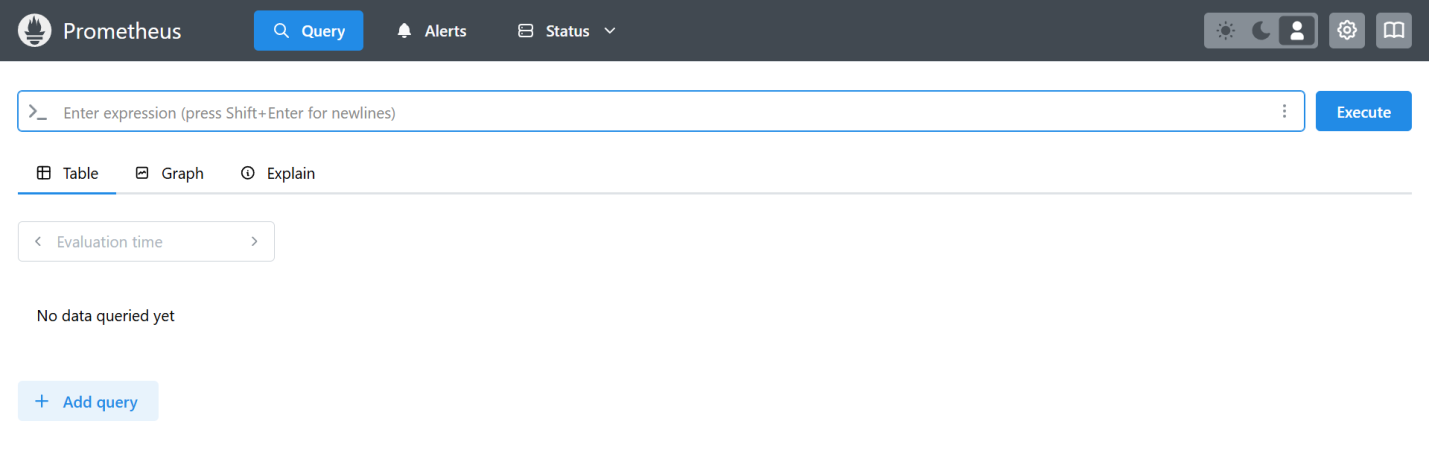 Prometheus Query Alerts Status
Enter expression (press Shift+Enter for newlines) Execute
Table Graph Explain
Evaluation time
No data queried yet
Add query